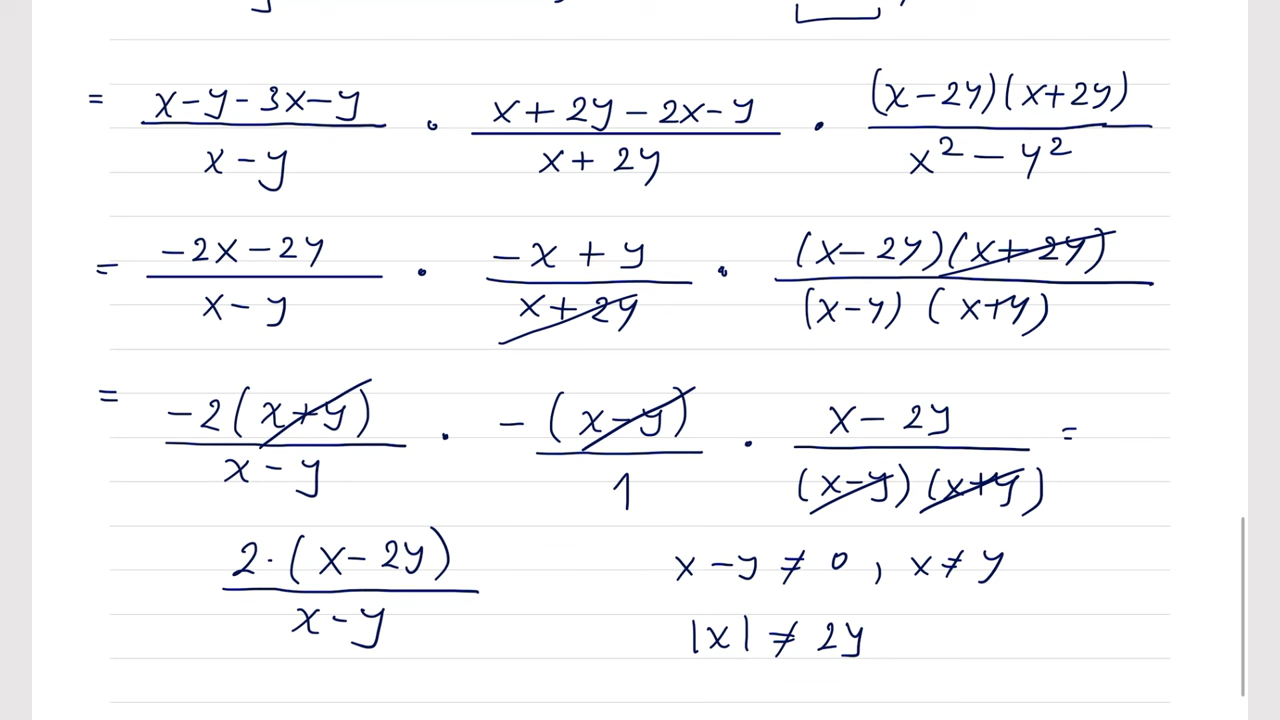 = (x-y-3x-y)/(x-y) · (x+2y-2x-y)/(x+2y) · ((x-2y)(x+2y))/(x²-y²)
= (-2x-2y)/(x-y) · (-x+y)/(x+2y) · ((x-2y)(x+2y))/((x-y)(x+y))
= (-2(x+y))/(x-y) · (-(x-y))/1 · (x-2y)/((x-y)(x+y)) =
(2·(x-2y))/(x-y) x-y≠0, x≠y
|x|≠2y